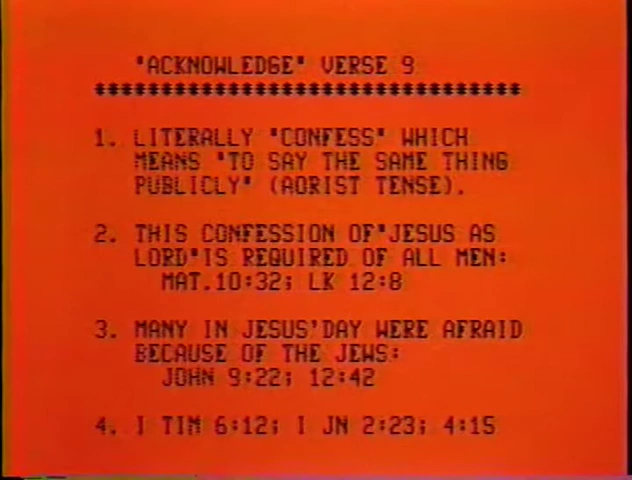 "ACKNOWLEDGE" VERSE 9
********************************
1. LITERALLY "CONFESS" WHICH
MEANS "TO SAY THE SAME THING
PUBLICLY" (AORIST TENSE).
2. THIS CONFESSION OF"JESUS AS
LORD"IS REQUIRED OF ALL MEN:
MAT.10:32; LK 12:8
3. MANY IN JESUS'DAY WERE AFRAID
BECAUSE OF THE JEWS:
JOHN 9:22; 12:42
4. I TIM 6:12; I JN 2:23; 4:15